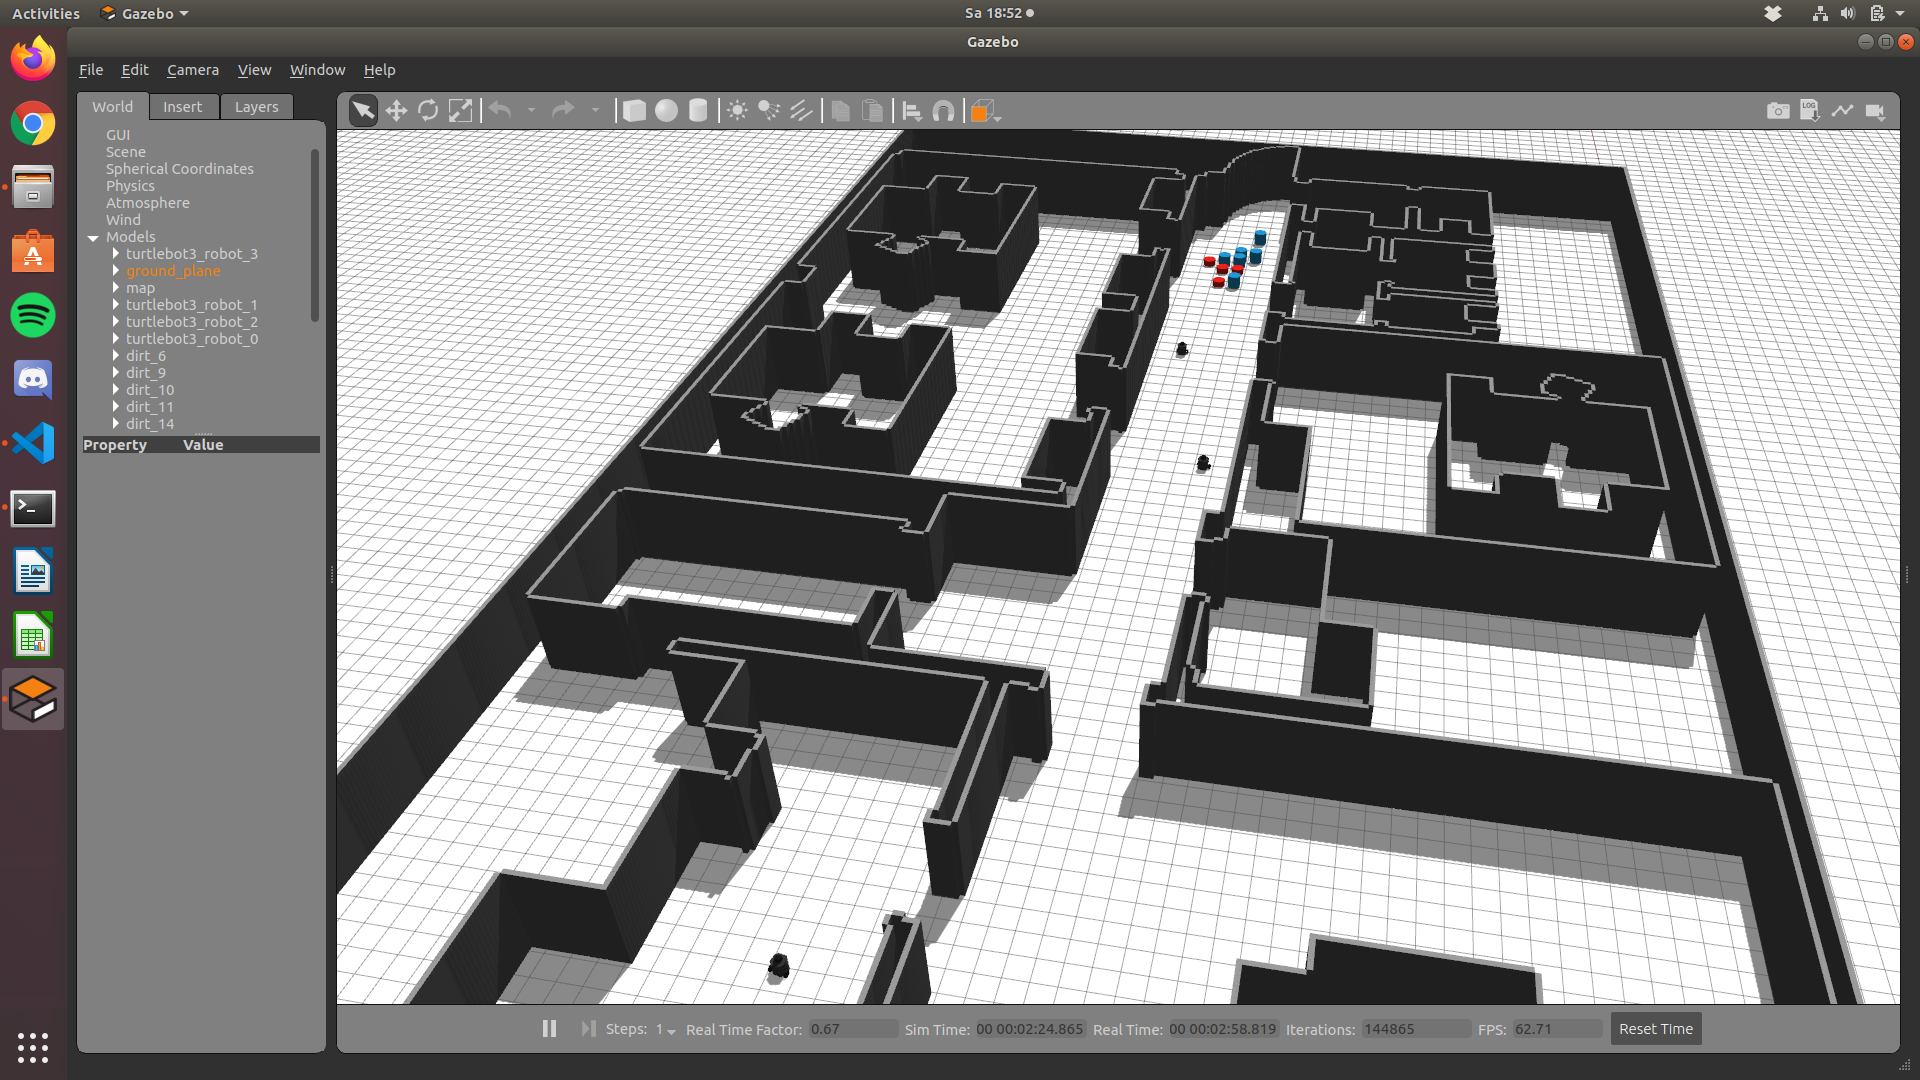 Activities
Gazebo
Sa 18:52
Gazebo
File Edit Camera View Window Help
World Insert Layers
GUI
Scene
Spherical Coordinates
Physics
Atmosphere
Wind
Models
turtlebot3_robot_3
ground_plane
map
turtlebot3_robot_1
turtlebot3_robot_2
turtlebot3_robot_0
dirt_6
dirt_9
dirt_10
dirt_11
dirt_14
Property Value
LOG
Steps: 1 Real Time Factor: 0.67 Sim Time: 00 00:02:24.865 Real Time: 00 00:02:58.819 Iterations: 144865 FPS: 62.71 Reset Time